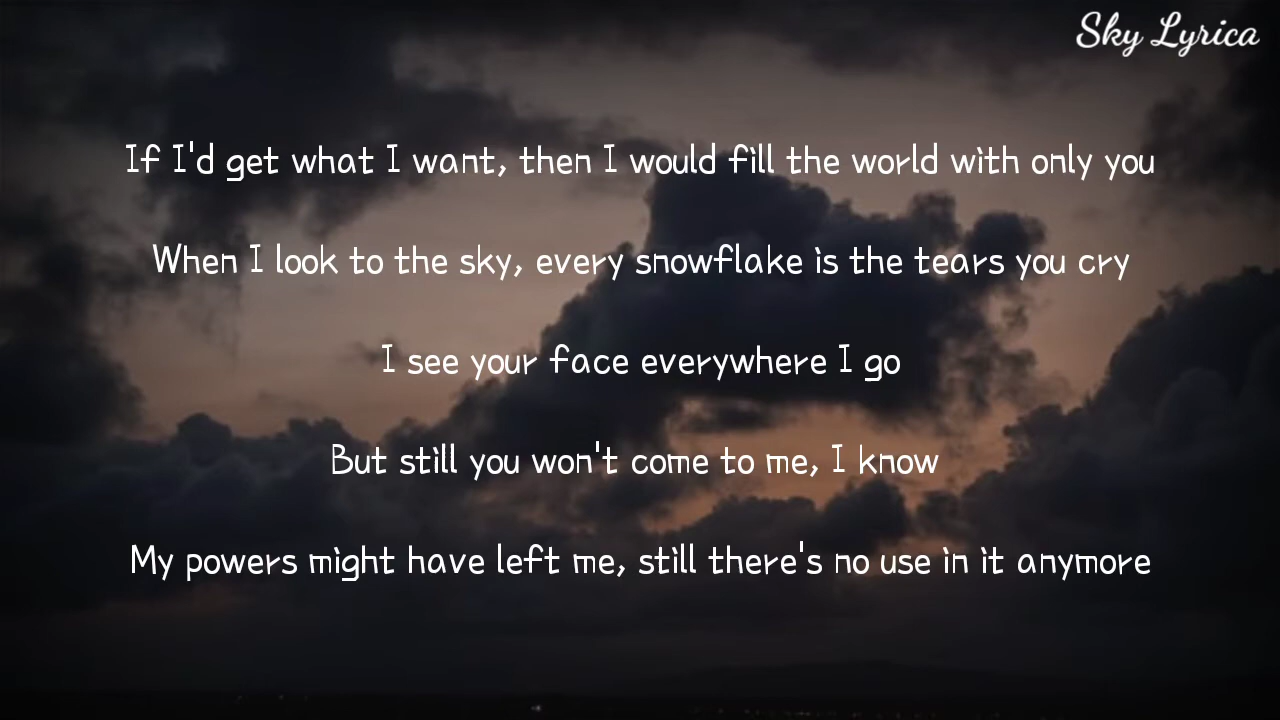 Sky Lyrica
If I'd get what I want, then I would fill the world with only you
When I look to the sky, every snowflake is the tears you cry
I see your face everywhere I go
But still you won't come to me, I know
My powers might have left me, still there's no use in it anymore